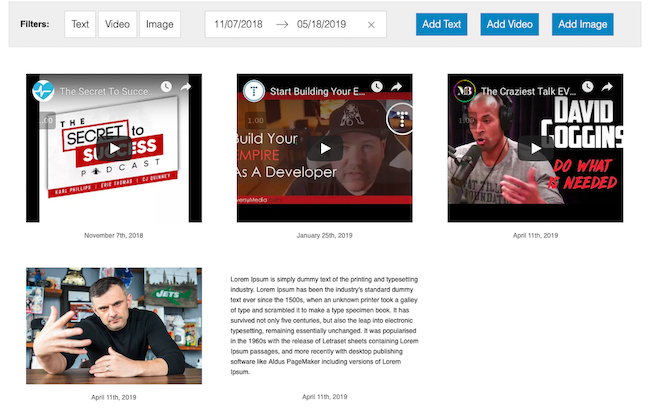 Filters: Text Video Image 11/07/2018 → 05/18/2019 × Add Text Add Video Add Image
The Secret To Succe...
1.00
THE
SECRET to
SUCCESS
PODCAST
KARL PHILLIPS | ERIC THOMAS | CJ QUINNEY
November 7th, 2018
Start Building Your E...
1.00
Build Your
EMPIRE
As A Developer
January 25th, 2019
MB
The Craziest Talk EV...
1.00
DAVID
GOGGINS
DO WHAT
IS NEEDED
April 11th, 2019
JETS
April 11th, 2019
Lorem Ipsum is simply dummy text of the printing and typesetting
industry. Lorem Ipsum has been the industry's standard dummy
text ever since the 1500s, when an unknown printer took a galley
of type and scrambled it to make a type specimen book. It has
survived not only five centuries, but also the leap into electronic
typesetting, remaining essentially unchanged. It was popularised
in the 1960s with the release of Letraset sheets containing Lorem
Ipsum passages, and more recently with desktop publishing
software like Aldus PageMaker including versions of Lorem
Ipsum.
April 11th, 2019